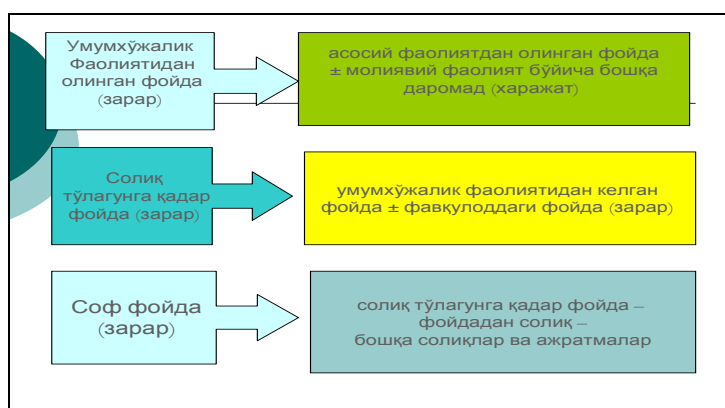 Умумхўжалик
Фаолиятидан
олинган фойда
(зарар)
асосий фаолиятдан олинган фойда
± молиявий фаолият бўйича бошқа
даромад (харажат)
Солиқ
тўлагунга қадар
фойда (зарар)
умумхўжалик фаолиятидан келган
фойда ± фавқулоддаги фойда (зарар)
Соф фойда
(зарар)
солиқ тўлагунга қадар фойда –
фойдадан солиқ –
бошқа солиқлар ва ажратмалар